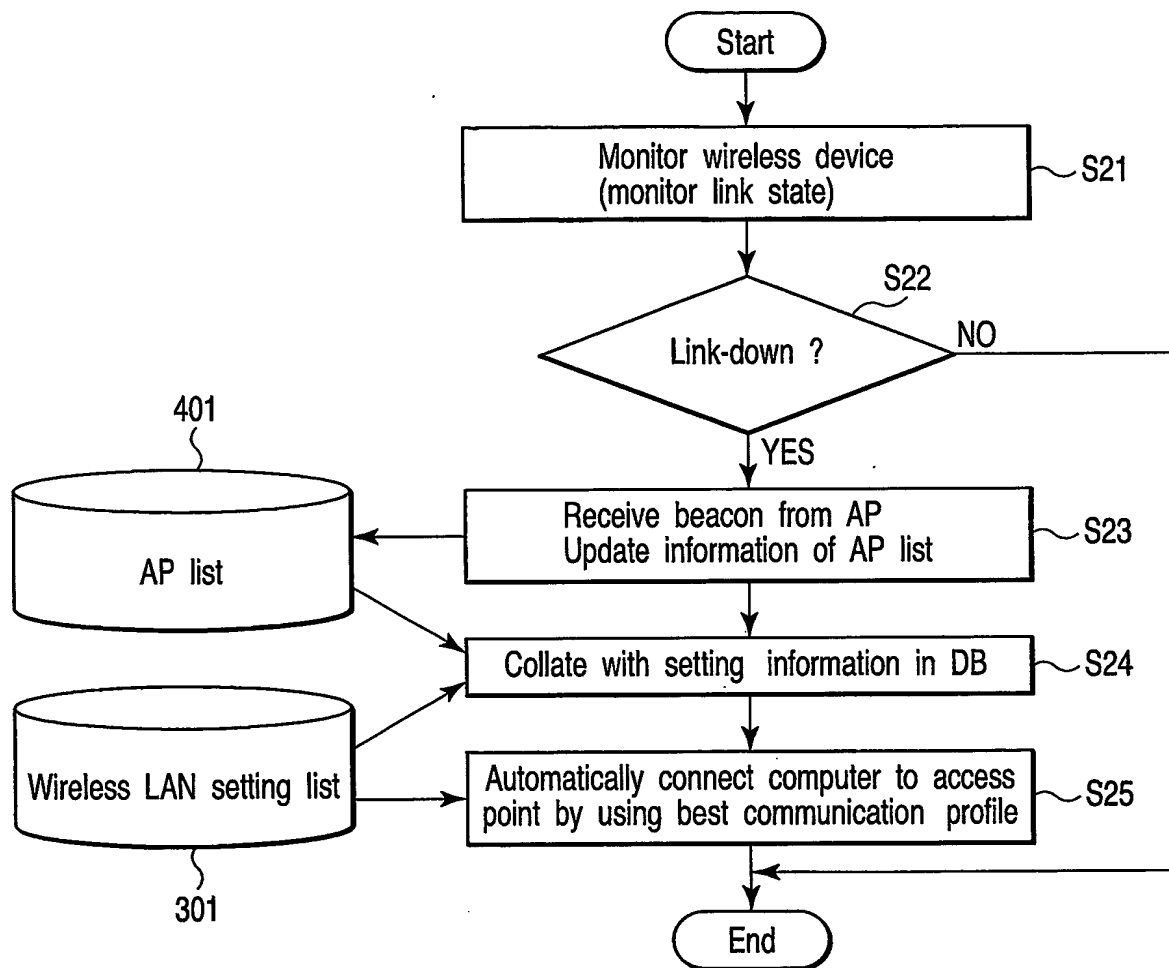 Start
Monitor wireless device
(monitor link state)
S21
S22
Link-down ?
NO
YES
401
AP list
Receive beacon from AP
Update information of AP list
S23
Collate with setting information in DB
S24
Wireless LAN setting list
301
Automatically connect computer to access
point by using best communication profile
S25
End